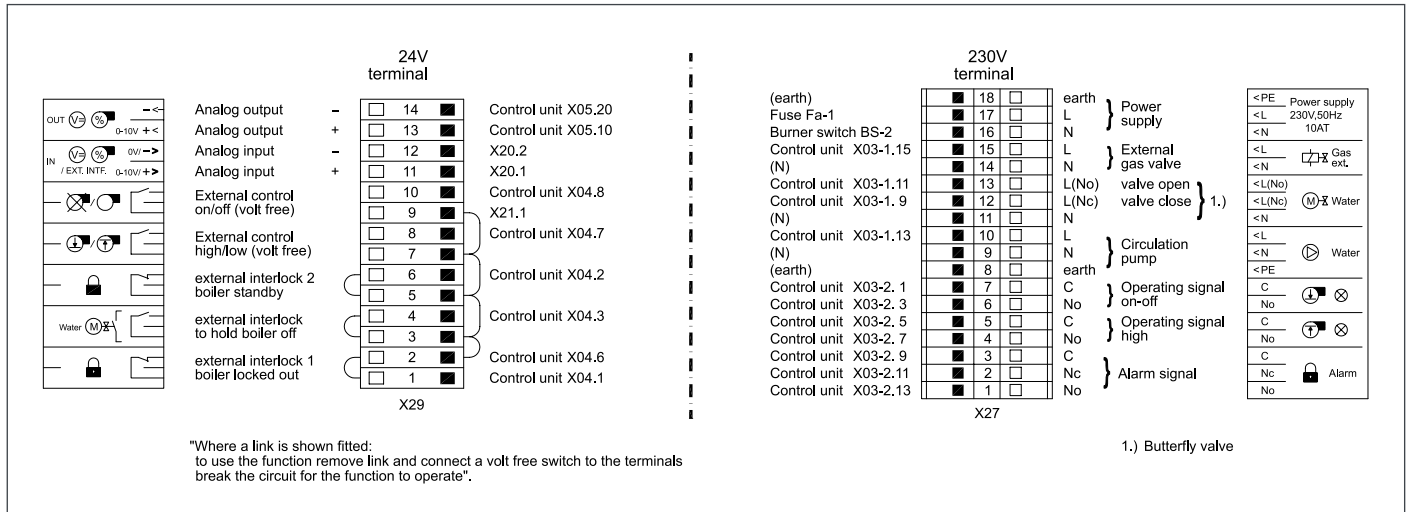 24V
terminal
OUT V= % −<-
0-10V +<
IN V= % 0V/−>
/ EXT. INTF. 0-10V/+>
Water M
Analog output −
Analog output +
Analog input −
Analog input +
External control
on/off (volt free)
External control
high/low (volt free)
external interlock 2
boiler standby
external interlock
to hold boiler off
external interlock 1
boiler locked out
14 Control unit X05.20
13 Control unit X05.10
12 X20.2
11 X20.1
10 Control unit X04.8
9 X21.1
8 Control unit X04.7
7
6 Control unit X04.2
5
4 Control unit X04.3
3
2 Control unit X04.6
1 Control unit X04.1
X29
"Where a link is shown fitted:
to use the function remove link and connect a volt free switch to the terminals
break the circuit for the function to operate".
230V
terminal
(earth) 18 earth
Fuse Fa-1 17 L
Burner switch BS-2 16 N
Control unit X03-1.15 15 L
(N) 14 N
Control unit X03-1.11 13 L(No) valve open
Control unit X03-1. 9 12 L(Nc) valve close
(N) 11 N
Control unit X03-1.13 10 L
(N) 9 N
(earth) 8 earth
Control unit X03-2. 1 7 C
Control unit X03-2. 3 6 No
Control unit X03-2. 5 5 C
Control unit X03-2. 7 4 No
Control unit X03-2. 9 3 C
Control unit X03-2.11 2 Nc
Control unit X03-2.13 1 No
X27
Power
supply
External
gas valve
1.)
Circulation
pump
Operating signal
on-off
Operating signal
high
Alarm signal
<PE
<L
<N
Power supply
230V,50Hz
10AT
<L
<N
Gas
ext.
<L(No)
<L(Nc)
<N
M Water
<L
<N
<PE
Water
C
No
C
No
C
Nc
No
Alarm
1.) Butterfly valve